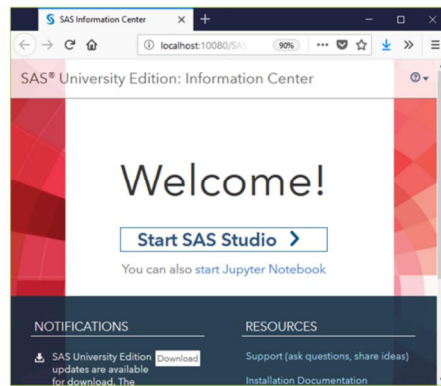 SAS Information Center
localhost:10080/SAS
90%
SAS® University Edition: Information Center
Welcome!
Start SAS Studio
You can also start Jupyter Notebook
NOTIFICATIONS
SAS University Edition
updates are available
for download. The
Download
RESOURCES
Support (ask questions, share ideas)
Installation Documentation